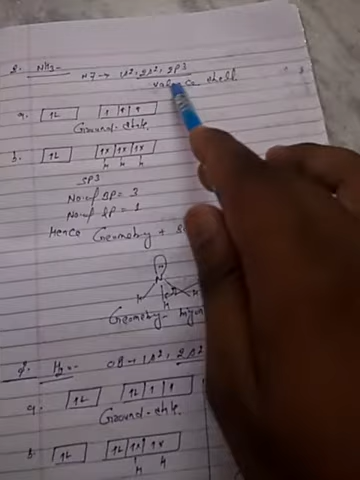 2. NH3-
N7 → 1s², 2s², 2p3
Valence shell
a. 1L 1 1 1
Ground-state
b. 1L 1x 1x 1x
H H H
SP3
No. of BP = 3
No. of LP = 1
Hence Geometry +
N
H H H
Geometry-
O8 → 1s², 2s²
a. 1L 1L 1 1
Ground-state
b 1L 1L 1x 1x
H H